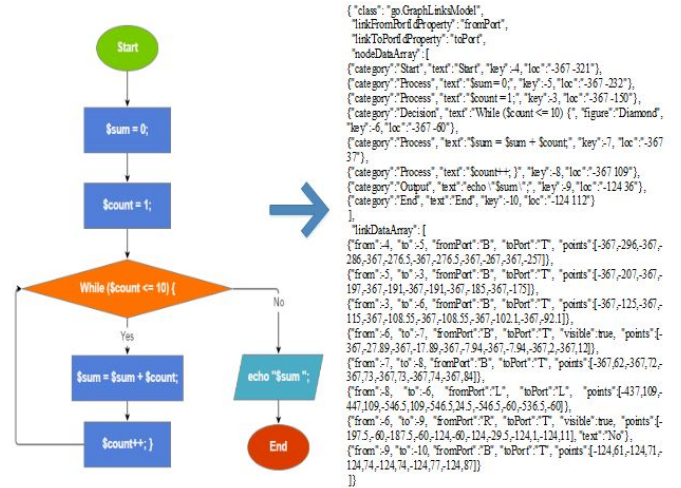 Start
$sum = 0;
$count = 1;
While ($count <= 10) {
No
Yes
$sum = $sum + $count;
echo "$sum ";
$count++; }
End
{ "class": "go.GraphLinksModel",
"linkFromPortIdProperty": "fromPort",
"linkToPortIdProperty": "toPort",
"nodeDataArray": [
{"category":"Start", "text":"Start", "key":-4, "loc":"-367 -321"},
{"category":"Process", "text":"$sum = 0;", "key":-5, "loc":"-367 -232"},
{"category":"Process", "text":"$count = 1;", "key":-3, "loc":"-367 -150"},
{"category":"Decision", "text":"While ($count <= 10) {", "figure":"Diamond",
"key":-6, "loc":"-367 -60"},
{"category":"Process", "text":"$sum = $sum + $count;", "key":-7, "loc":"-367
37"},
{"category":"Process", "text":"$count++; }", "key":-8, "loc":"-367 109"},
{"category":"Output", "text":"echo \"$sum \";", "key":-9, "loc":"-124 36"},
{"category":"End", "text":"End", "key":-10, "loc":"-124 112"}
],
"linkDataArray": [
{"from":-4, "to":-5, "fromPort":"B", "toPort":"T", "points":[-367,-296,-367,-
286,-367,-276.5,-367,-276.5,-367,-267,-367,-257]},
{"from":-5, "to":-3, "fromPort":"B", "toPort":"T", "points":[-367,-207,-367,-
197,-367,-191,-367,-191,-367,-185,-367,-175]},
{"from":-3, "to":-6, "fromPort":"B", "toPort":"T", "points":[-367,-125,-367,-
115,-367,-108.55,-367,-108.55,-367,-102.1,-367,-92.1]},
{"from":-6, "to":-7, "fromPort":"B", "toPort":"T", "visible":true, "points":[-
367,-27.89,-367,-17.89,-367,-7.94,-367,-7.94,-367,2,-367,12]},
{"from":-7, "to":-8, "fromPort":"B", "toPort":"T", "points":[-367,62,-367,72,-
367,73,-367,73,-367,74,-367,84]},
{"from":-8, "to":-6, "fromPort":"L", "toPort":"L", "points":[-437,109,-
447,109,-546.5,109,-546.5,24.5,-546.5,-60,-536.5,-60]},
{"from":-6, "to":-9, "fromPort":"R", "toPort":"T", "visible":true, "points":[-
197.5,-60,-187.5,-60,-124,-60,-124,-29.5,-124,1,-124,11], "text":"No"},
{"from":-9, "to":-10, "fromPort":"B", "toPort":"T", "points":[-124,61,-124,71,-
124,74,-124,74,-124,77,-124,87]}
]}